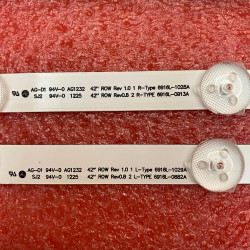 AG-01 94V-0 AG1232 42" ROW Rev 1.0 1 R-TYPE 6916L-1028A
SJ2 94V-0 1225 42" ROW Rev0.8 2 R-TYPE 6916L-0913A
AG-01 94V-0 AG1232 42" ROW Rev 1.0 1 L-TYPE 6916L-1029A
SJ2 94V-0 1225 42" ROW Rev0.8 2 L-TYPE 6916L-0882A